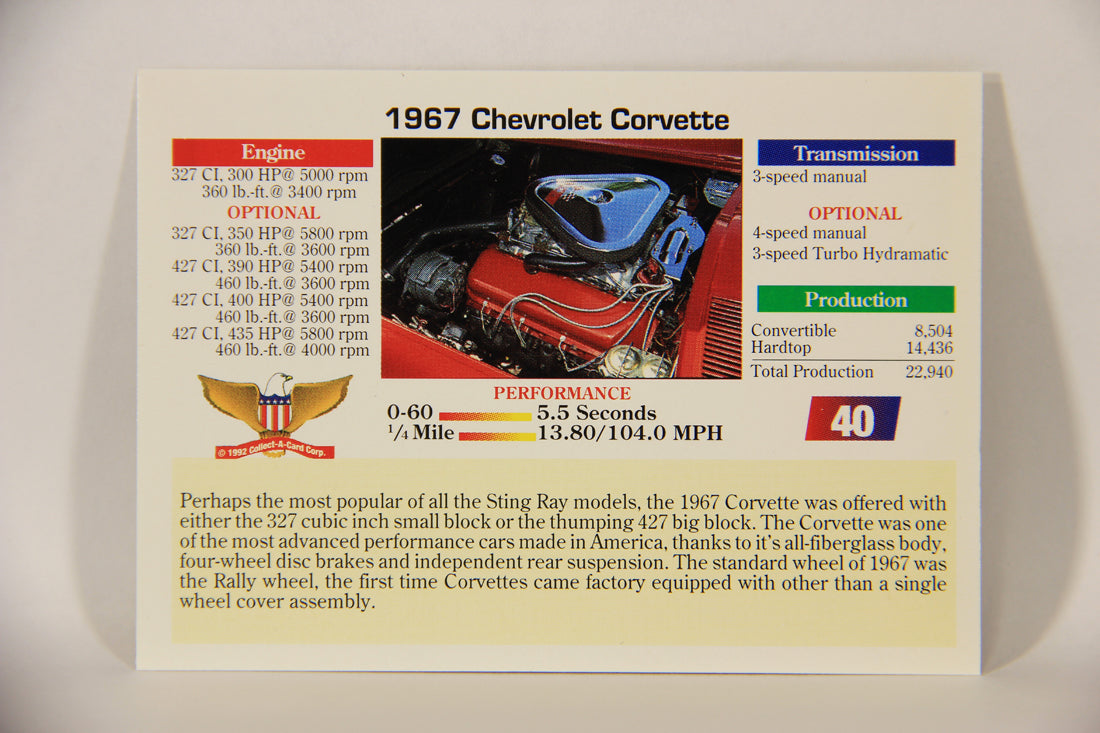 1967 Chevrolet Corvette
Engine
327 CI, 300 HP@ 5000 rpm
360 lb.-ft.@ 3400 rpm
OPTIONAL
327 CI, 350 HP@ 5800 rpm
360 lb.-ft.@ 3600 rpm
427 CI, 390 HP@ 5400 rpm
460 lb.-ft.@ 3600 rpm
427 CI, 400 HP@ 5400 rpm
460 lb.-ft.@ 3600 rpm
427 CI, 435 HP@ 5800 rpm
460 lb.-ft.@ 4000 rpm
© 1992 Collect-A-Card Corp.
PERFORMANCE
0-60 5.5 Seconds
1/4 Mile 13.80/104.0 MPH
Transmission
3-speed manual
OPTIONAL
4-speed manual
3-speed Turbo Hydramatic
Production
Convertible 8,504
Hardtop 14,436
Total Production 22,940
40
Perhaps the most popular of all the Sting Ray models, the 1967 Corvette was offered with
either the 327 cubic inch small block or the thumping 427 big block. The Corvette was one
of the most advanced performance cars made in America, thanks to it's all-fiberglass body,
four-wheel disc brakes and independent rear suspension. The standard wheel of 1967 was
the Rally wheel, the first time Corvettes came factory equipped with other than a single
wheel cover assembly.